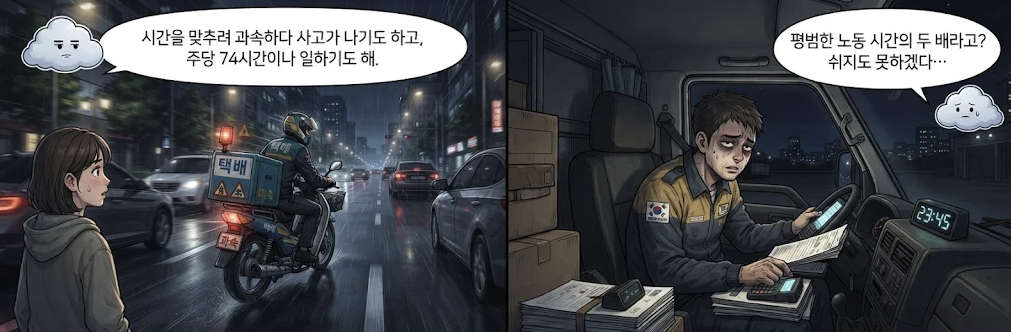 시간을 맞추려 과속하다 사고가 나기도 하고,
주당 74시간이나 일하기도 해.
택배
과속
평범한 노동 시간의 두 배라고?
쉬지도 못하겠다…
23:45